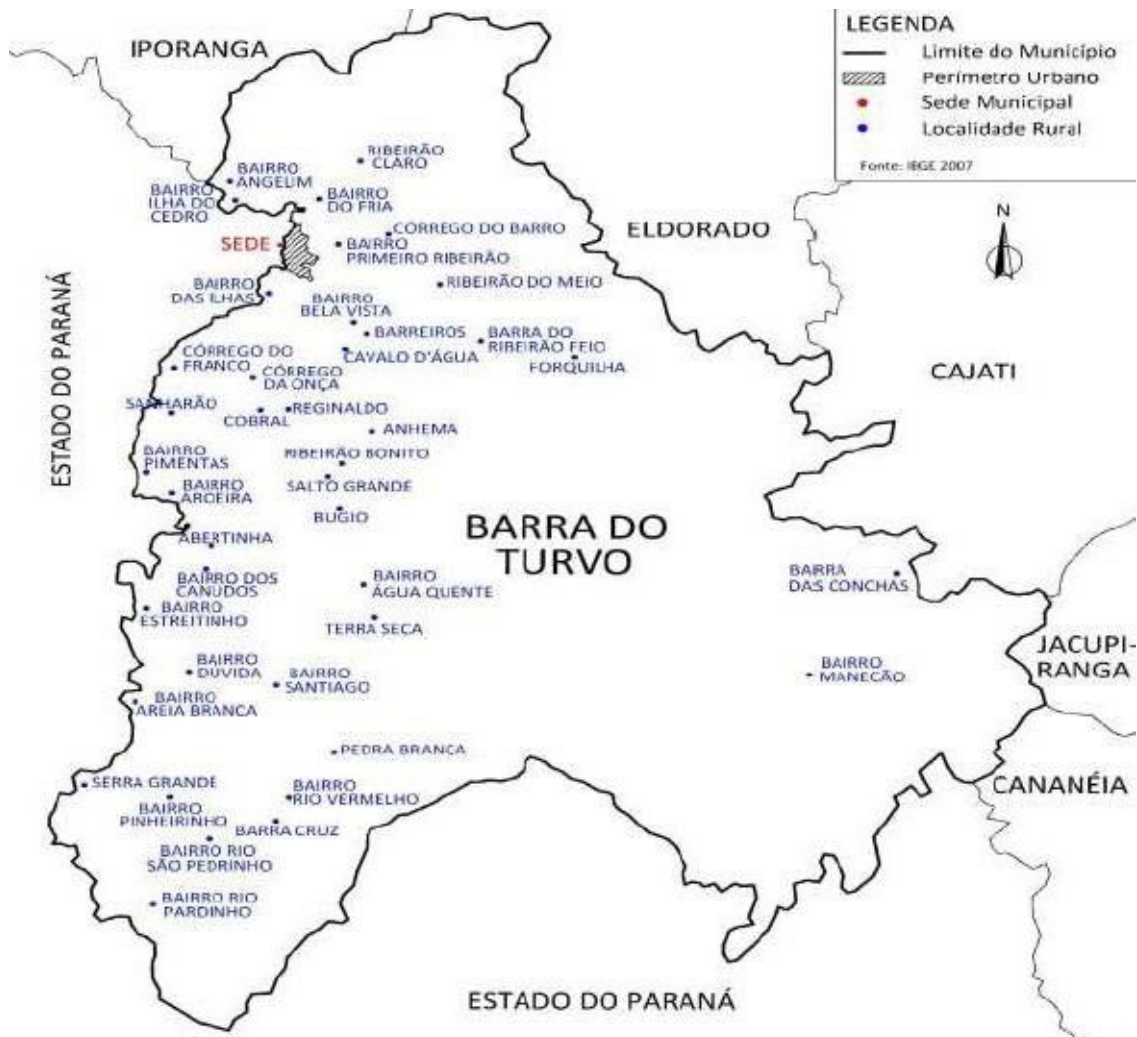 IPORANGA
LEGENDA
Limite do Município
Perímetro Urbano
Sede Municipal
Localidade Rural
Fonte: IBGE 2007
RIBEIRÃO
CLARO
BAIRRO
ANGELIM
BAIRRO
ILHA DO
CEDRO
BAIRRO
DO FRIA
N
ELDORADO
CÓRREGO DO BARRO
SEDE
BAIRRO
PRIMEIRO RIBEIRÃO
RIBEIRÃO DO MEIO
BAIRRO
DAS ILHAS
BAIRRO
BELA VISTA
BARREIROS
BARRA DO
RIBEIRÃO FEIO
CAVALO D'ÁGUA
FORQUILHA
CÓRREGO DO
FRANCO
CÓRREGO
DA ONÇA
CAJATI
ESTADO DO PARANÁ
SANHARÃO
COBRAL
REGINALDO
ANHEMA
BAIRRO
PIMENTAS
RIBEIRÃO BONITO
SALTO GRANDE
BAIRRO
AROEIRA
BUGIO
BARRA DO
TURVO
ABERTINHA
BAIRRO DOS
CANUDOS
BAIRRO
ÁGUA QUENTE
BARRA
DAS CONCHAS
BAIRRO
ESTREITINHO
TERRA SECA
JACUPI-
RANGA
BAIRRO
DUVIDA
BAIRRO
SANTIAGO
BAIRRO
MANECÃO
BAIRRO
AREIA BRANCA
PEDRA BRANCA
SERRA GRANDE
BAIRRO
RIO VERMELHO
CANANÉIA
BAIRRO
PINHEIRINHO
BARRA CRUZ
BAIRRO RIO
SÃO PEDRINHO
BAIRRO RIO
PARDINHO
ESTADO DO PARANÁ